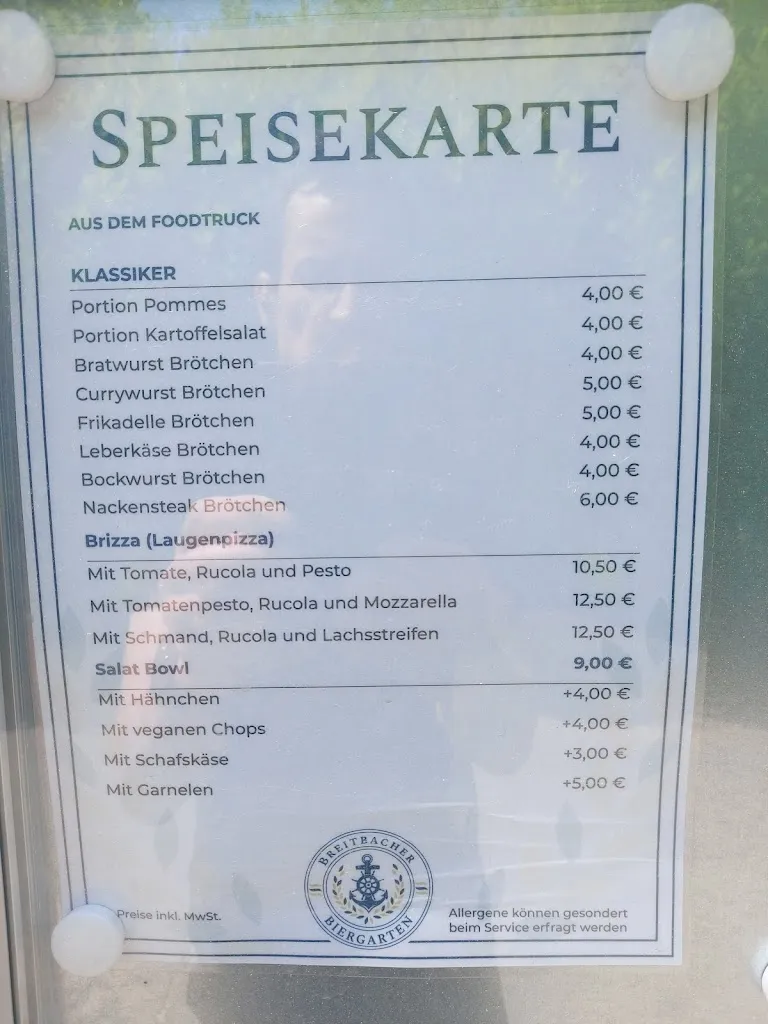 SPEISEKARTE
AUS DEM FOODTRUCK
KLASSIKER
Portion Pommes 4,00 €
Portion Kartoffelsalat 4,00 €
Bratwurst Brötchen 4,00 €
Currywurst Brötchen 5,00 €
Frikadelle Brötchen 5,00 €
Leberkäse Brötchen 4,00 €
Bockwurst Brötchen 4,00 €
Nackensteak Brötchen 6,00 €
Brizza (Laugenpizza)
Mit Tomate, Rucola und Pesto 10,50 €
Mit Tomatenpesto, Rucola und Mozzarella 12,50 €
Mit Schmand, Rucola und Lachsstreifen 12,50 €
Salat Bowl 9,00 €
Mit Hähnchen +4,00 €
Mit veganen Chops +4,00 €
Mit Schafskäse +3,00 €
Mit Garnelen +5,00 €
BREITBACHER
BIERGARTEN
Preise inkl. MwSt.
Allergene können gesondert
beim Service erfragt werden